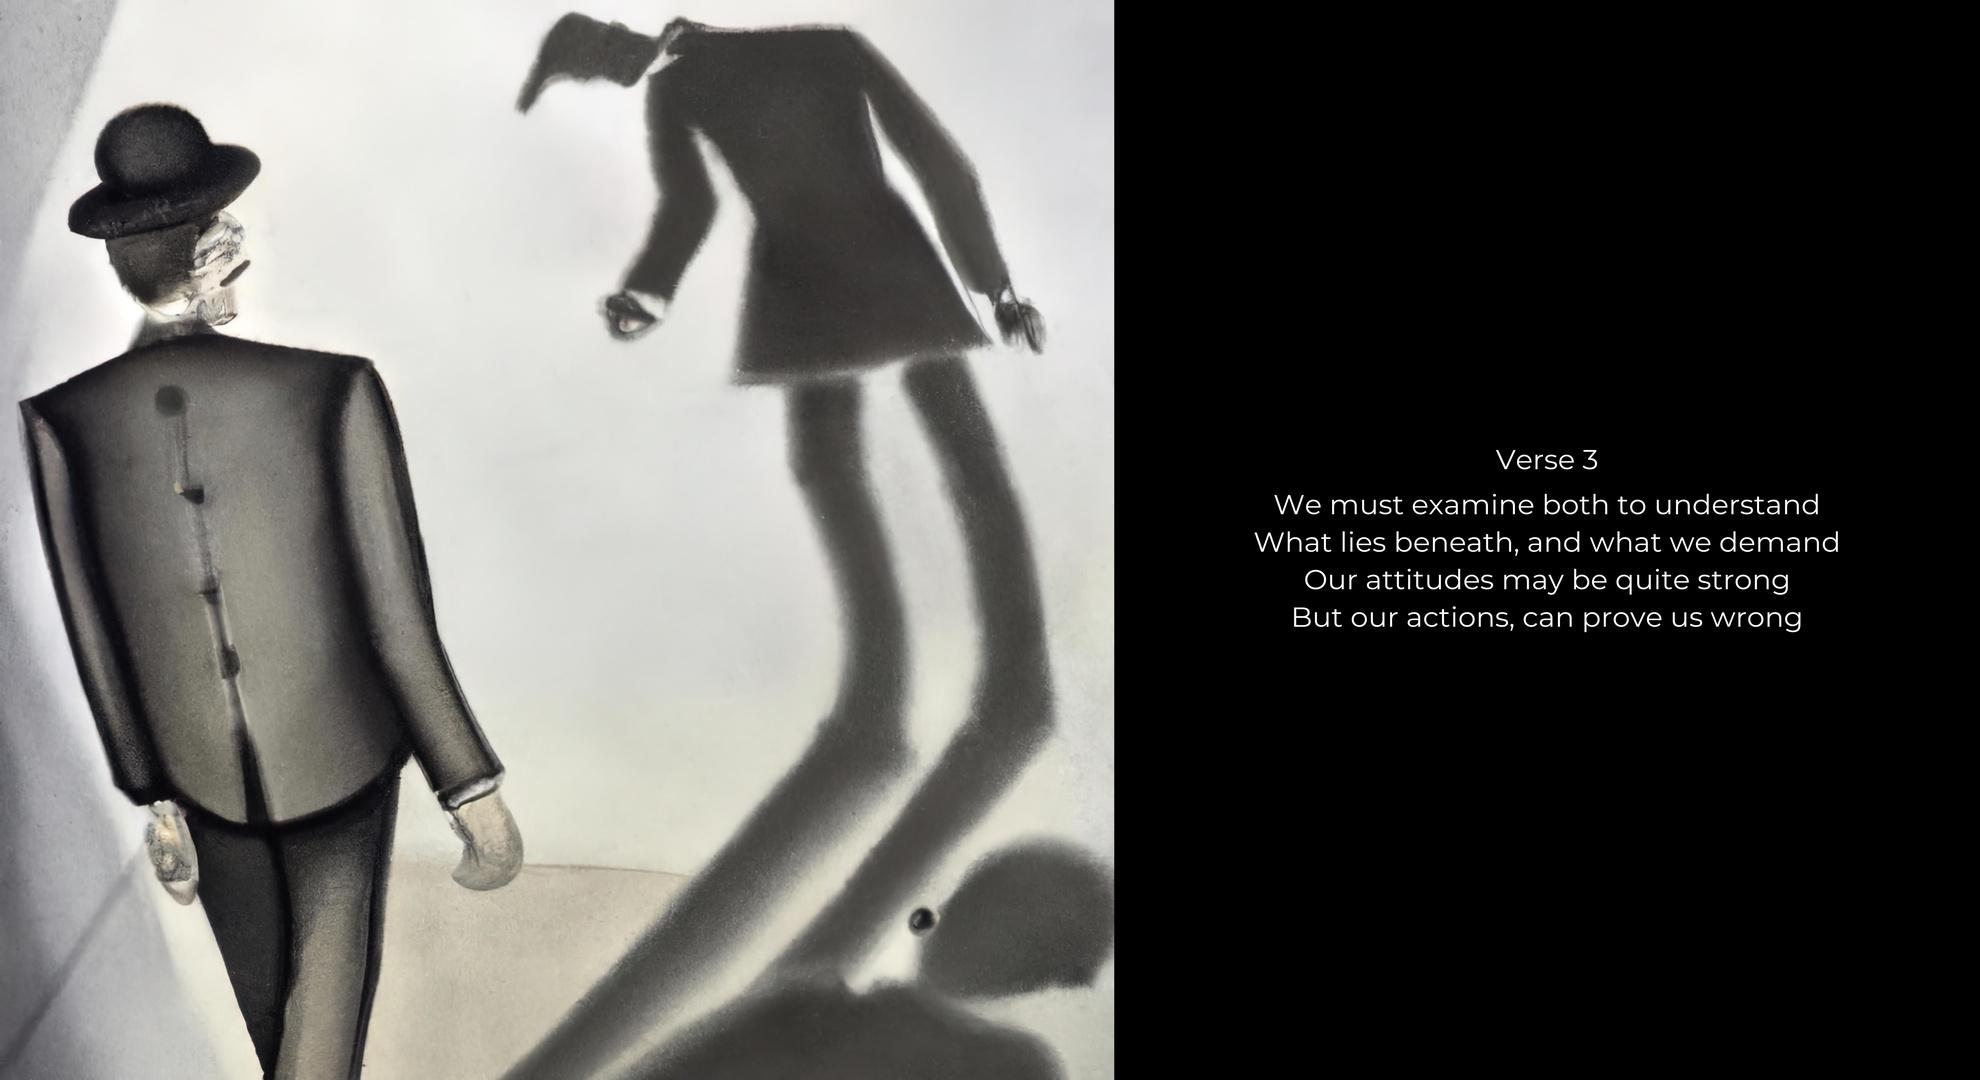 Verse 3
We must examine both to understand
What lies beneath, and what we demand
Our attitudes may be quite strong
But our actions, can prove us wrong